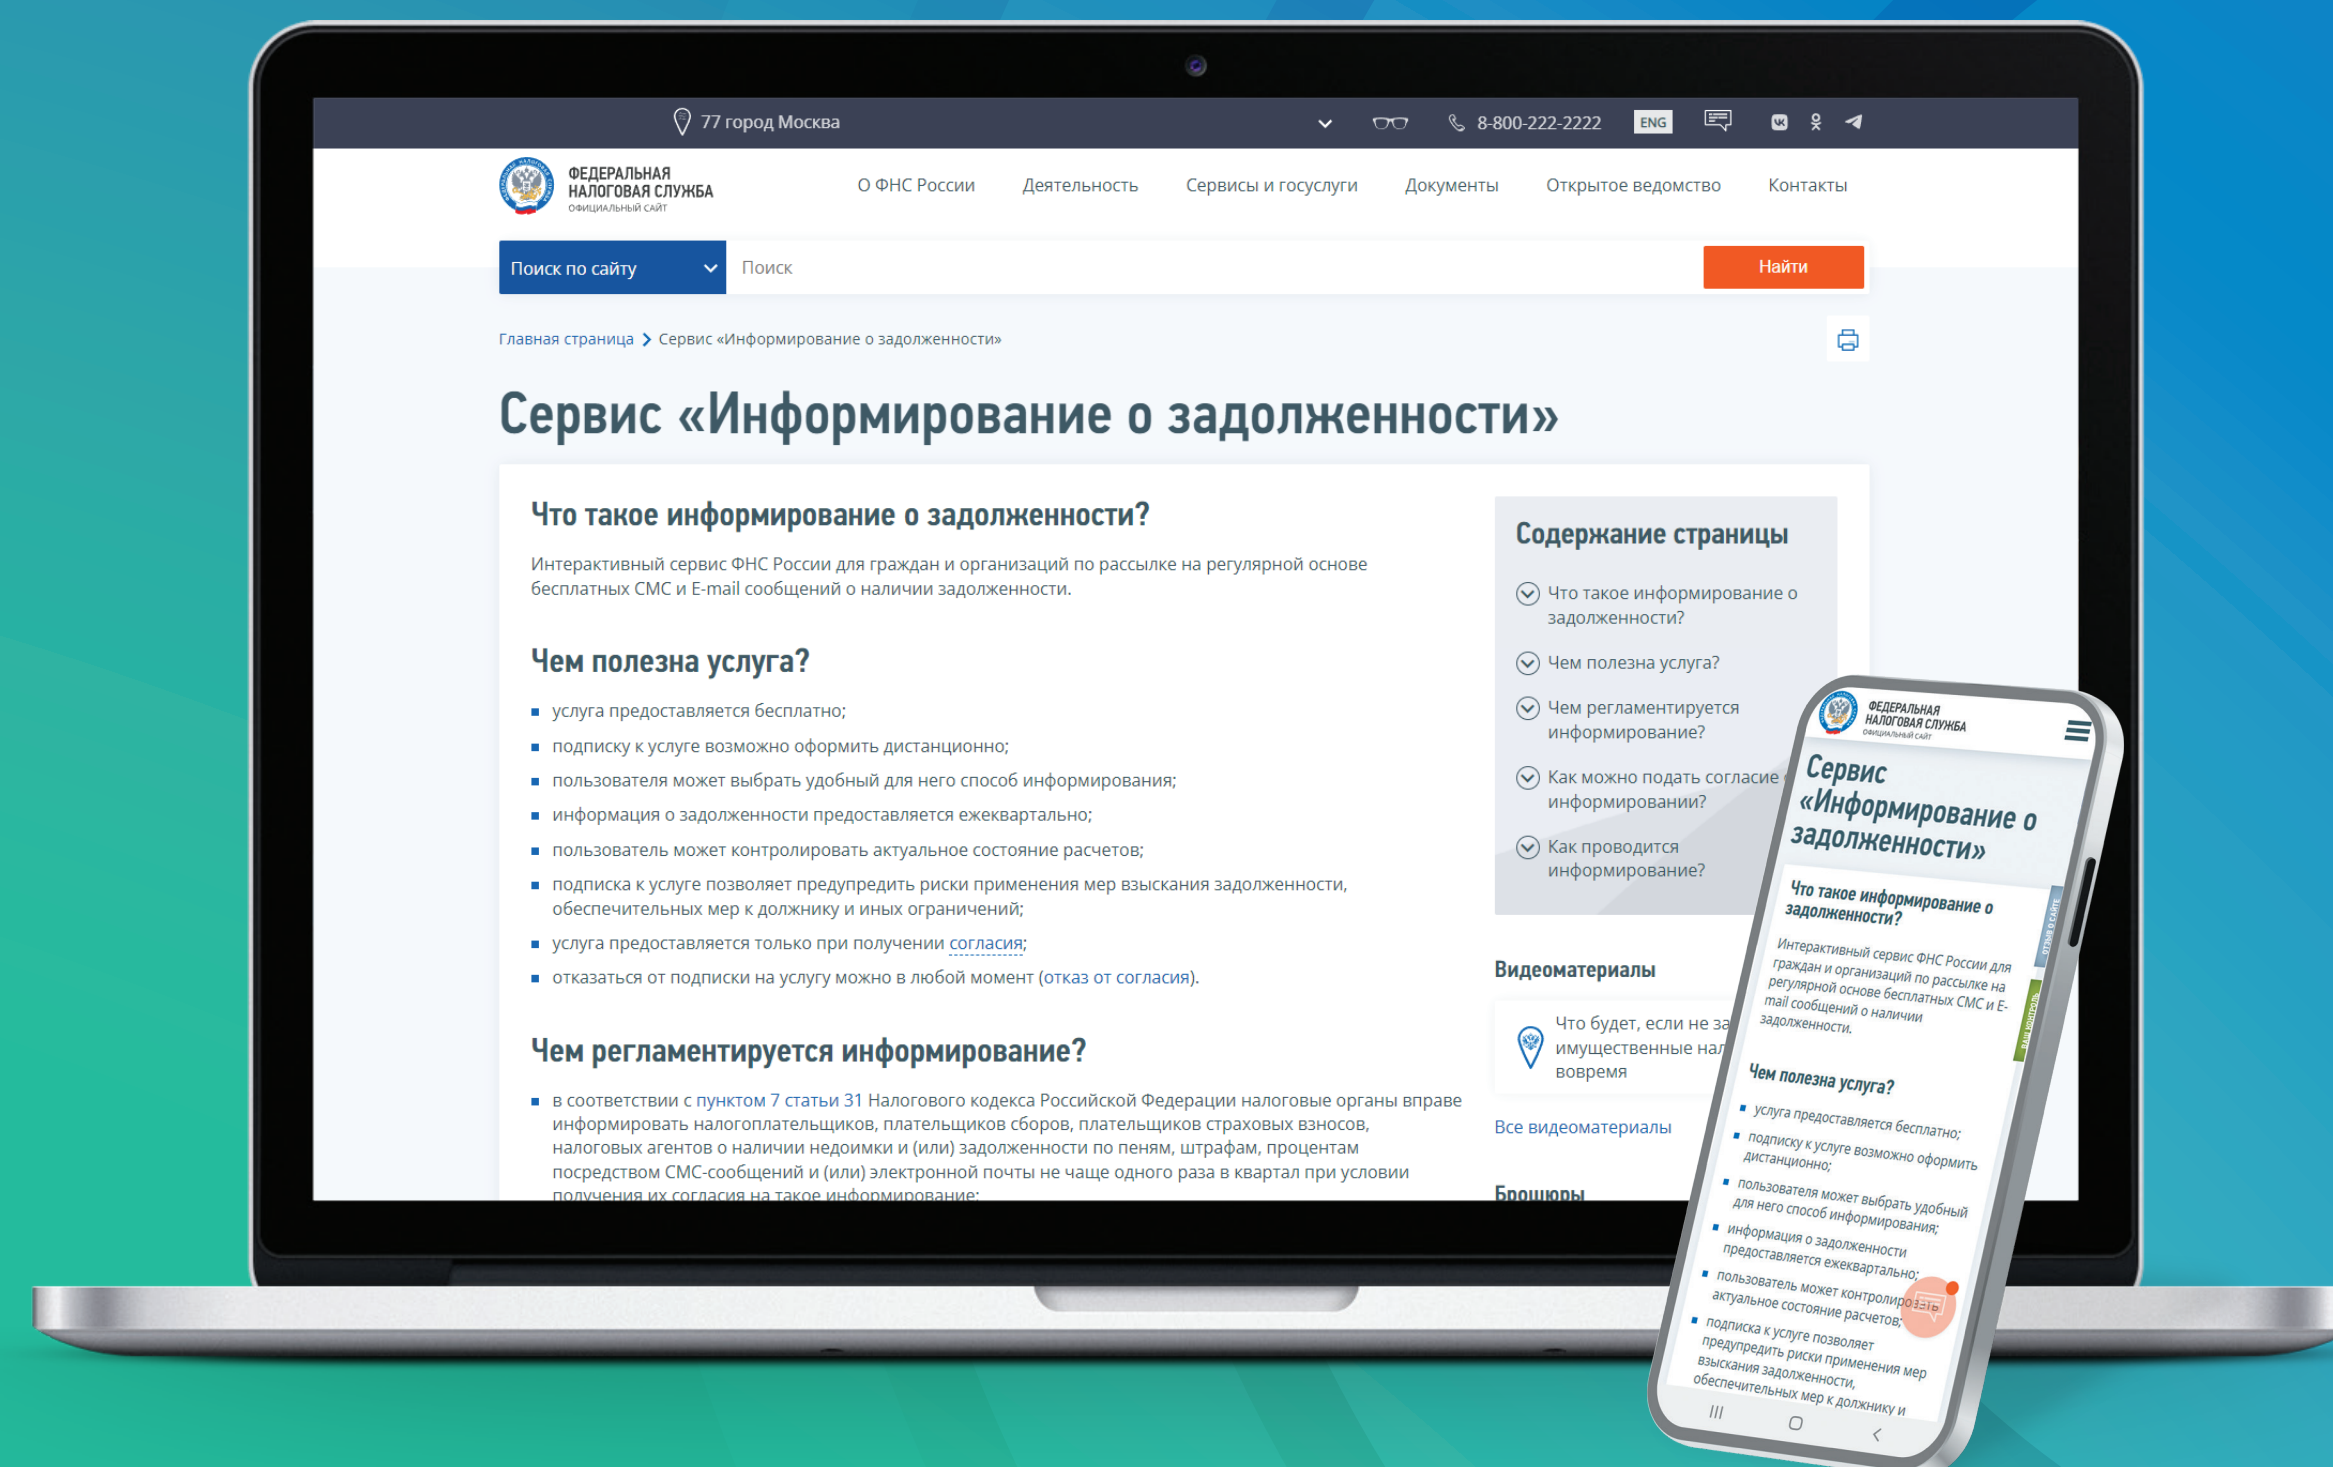 77 город Москва
8-800-222-2222
ENG
ФЕДЕРАЛЬНАЯ
НАЛОГОВАЯ СЛУЖБА
ОФИЦИАЛЬНЫЙ САЙТ
О ФНС России
Деятельность
Сервисы и госуслуги
Документы
Открытое ведомство
Контакты
Поиск по сайту
Поиск
Найти
Главная страница
Сервис «Информирование о задолженности»
Сервис «Информирование о задолженности»
Что такое информирование о задолженности?
Интерактивный сервис ФНС России для граждан и организаций по рассылке на регулярной основе
бесплатных СМС и E-mail сообщений о наличии задолженности.
Чем полезна услуга?
услуга предоставляется бесплатно;
подписку к услуге возможно оформить дистанционно;
пользователя может выбрать удобный для него способ информирования;
информация о задолженности предоставляется ежеквартально;
пользователь может контролировать актуальное состояние расчетов;
подписка к услуге позволяет предупредить риски применения мер взыскания задолженности,
обеспечительных мер к должнику и иных ограничений;
услуга предоставляется только при получении согласия;
отказаться от подписки на услугу можно в любой момент (отказ от согласия).
Чем регламентируется информирование?
в соответствии с пунктом 7 статьи 31 Налогового кодекса Российской Федерации налоговые органы вправе
информировать налогоплательщиков, плательщиков сборов, плательщиков страховых взносов,
налоговых агентов о наличии недоимки и (или) задолженности по пеням, штрафам, процентам
посредством СМС-сообщений и (или) электронной почты не чаще одного раза в квартал при условии
получения их согласия на такое информирование;
Содержание страницы
Что такое информирование о
задолженности?
Чем полезна услуга?
Чем регламентируется
информирование?
Как можно подать согласие
информировании?
Как проводится
информирование?
Видеоматериалы
Что будет, если не за
имущественные нал
вовремя
Все видеоматериалы
Брошюры
ФЕДЕРАЛЬНАЯ
НАЛОГОВАЯ СЛУЖБА
ОФИЦИАЛЬНЫЙ САЙТ
Сервис
«Информирование о
задолженности»
Что такое информирование о
задолженности?
Интерактивный сервис ФНС России для
граждан и организаций по рассылке на
регулярной основе бесплатных СМС и E-
mail сообщений о наличии
задолженности.
ОТЗЫВ О САЙТЕ
ВАШ КОНТРОЛЬ
Чем полезна услуга?
услуга предоставляется бесплатно;
подписку к услуге возможно оформить
дистанционно;
пользователя может выбрать удобный
для него способ информирования;
информация о задолженности
предоставляется ежеквартально;
пользователь может контролировать
актуальное состояние расчетов;
подписка к услуге позволяет
предупредить риски применения мер
взыскания задолженности,
обеспечительных мер к должнику и